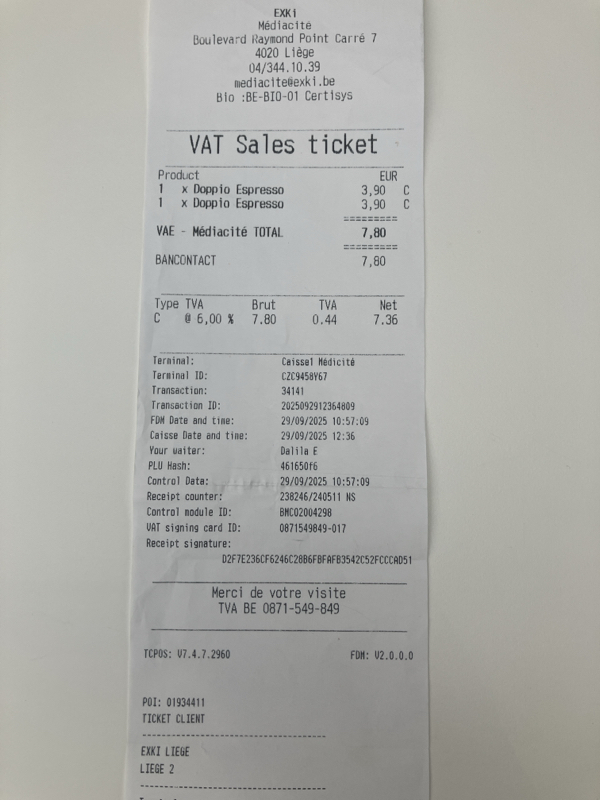 EXKi
Médiacité
Boulevard Raymond Point Carré 7
4020 Liège
04/344.10.39
mediacite@exki.be
Bio :BE-BIO-01 Certisys
VAT Sales ticket
Product EUR
1 x Doppio Espresso 3,90 C
1 x Doppio Espresso 3,90 C
=========
VAE - Médiacité TOTAL 7,80
=========
BANCONTACT 7,80
Type TVA Brut TVA Net
C @ 6,00 % 7.80 0.44 7.36
Terminal: Caisse1 Médicité
Terminal ID: CZC9458Y67
Transaction: 34141
Transaction ID: 2025092912364809
FDM Date and time: 29/09/2025 10:57:09
Caisse Date and time: 29/09/2025 12:36
Your waiter: Dalila E
PLU Hash: 461650f6
Control Data: 29/09/2025 10:57:09
Receipt counter: 238246/240511 NS
Control module ID: BMC02004298
VAT signing card ID: 0871549849-017
Receipt signature:
D2F7E236CF6246C28B6FBFAFB3542C52FCCCAD51
Merci de votre visite
TVA BE 0871-549-849
TCPOS: V7.4.7.2960 FDM: V2.0.0.0
POI: 01934411
TICKET CLIENT
--------------------------------
EXKI LIEGE
LIEGE 2
--------------------------------